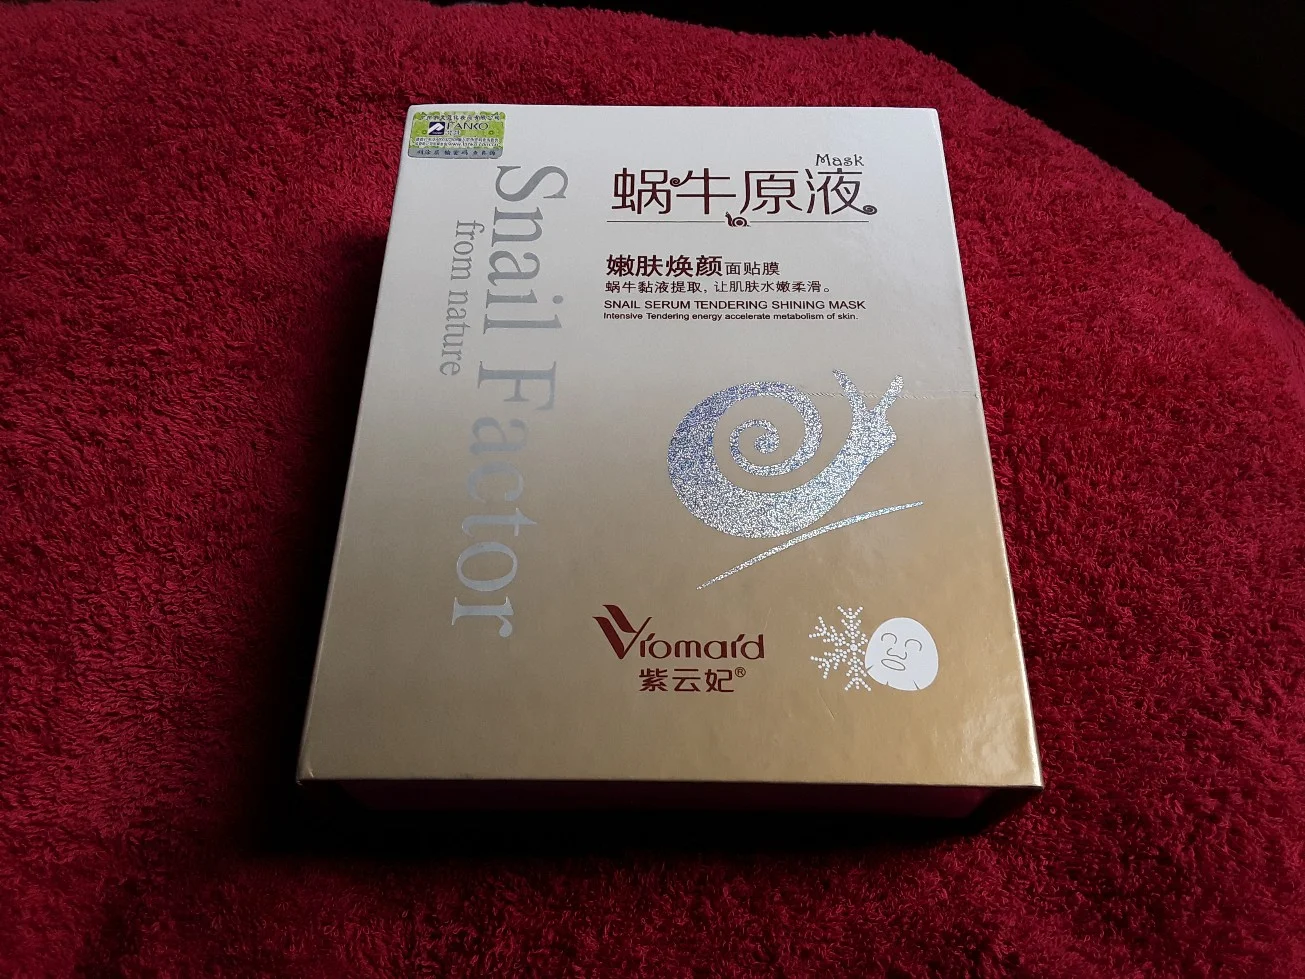 FANKO
Snail Factor
from nature
Mask
蜗牛原液
嫩肤焕颜面贴膜
蜗牛黏液提取，让肌肤水嫩柔滑。
SNAIL SERUM TENDERING SHINING MASK
Intensive Tendering energy accelerate metabolism of skin.
Vromard
紫云妃®